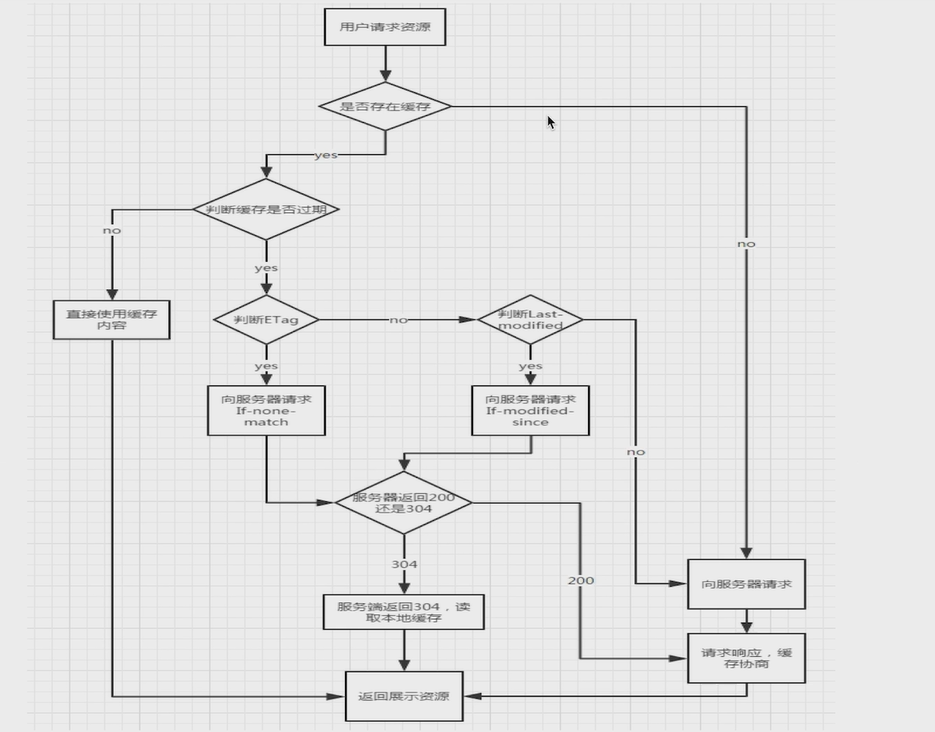 用户请求资源
是否存在缓存
yes
判断缓存是否过期
no
no
yes
直接使用缓存
内容
判断ETag
no
判断Last-
modified
yes
yes
向服务器请求
If-none-
match
向服务器请求
If-modified-
since
no
服务器返回200
还是304
304
200
向服务器请求
服务端返回304，读
取本地缓存
请求响应，缓
存协商
返回展示资源